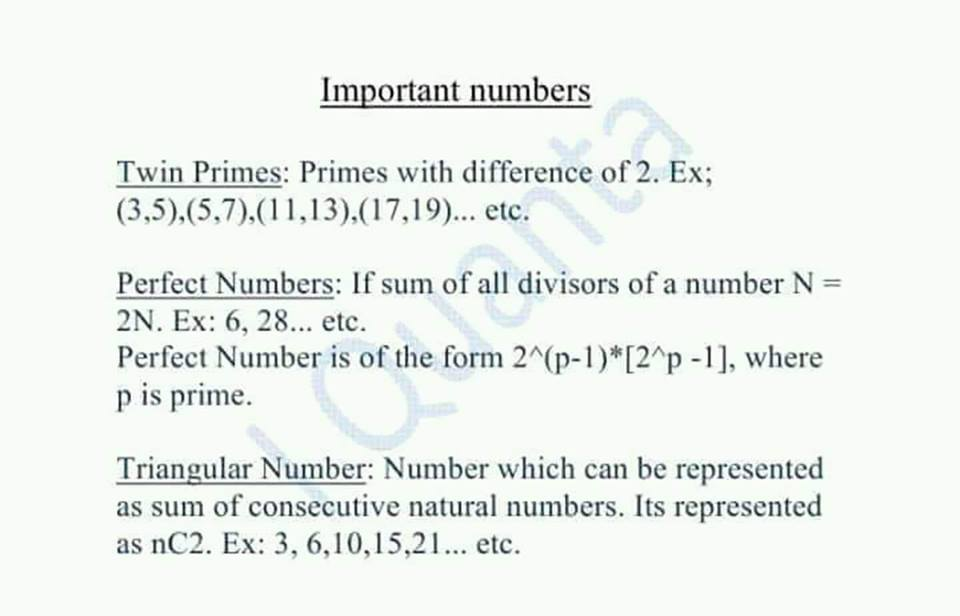 Important numbers
Twin Primes: Primes with difference of 2. Ex;
(3,5),(5,7),(11,13),(17,19)... etc.
Perfect Numbers: If sum of all divisors of a number N =
2N. Ex: 6, 28... etc.
Perfect Number is of the form 2^(p-1)*[2^p -1], where
p is prime.
Triangular Number: Number which can be represented
as sum of consecutive natural numbers. Its represented
as nC2. Ex: 3, 6,10,15,21... etc.
I Quanta